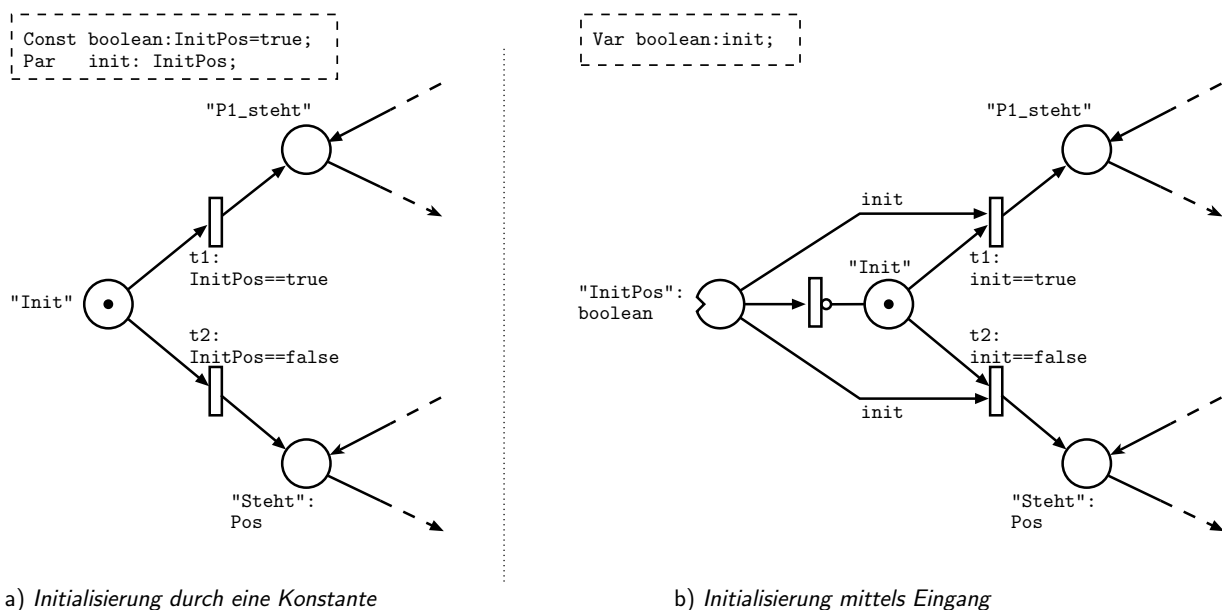 Const boolean:InitPos=true;
Par   init: InitPos;
"P1_steht"
t1:
InitPos==true
"Init"
t2:
InitPos==false
"Steht":
Pos
a) Initialisierung durch eine Konstante
Var boolean:init;
"P1_steht"
init
"Init"
t1:
init==true
"InitPos":
boolean
t2:
init==false
init
"Steht":
Pos
b) Initialisierung mittels Eingang